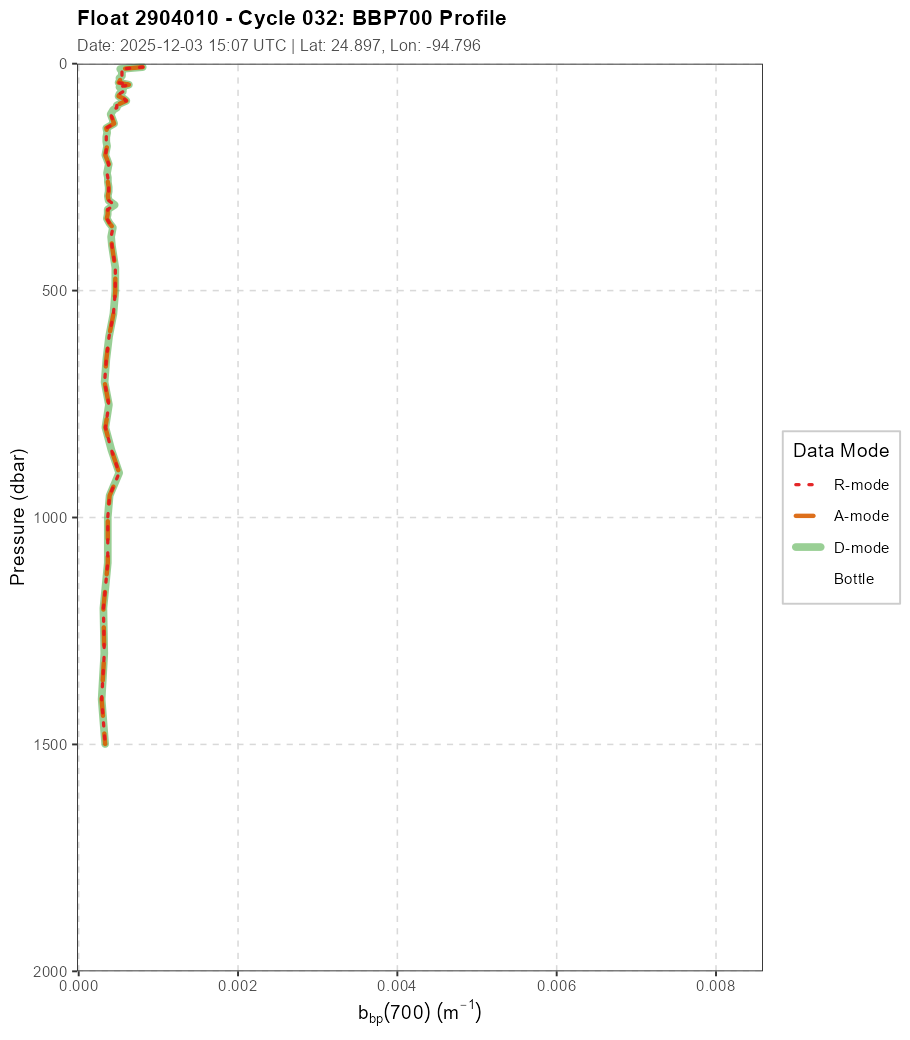 Float 2904010 - Cycle 032: BBP700 Profile
Date: 2025-12-03 15:07 UTC | Lat: 24.897, Lon: -94.796
0
500
1000
1500
2000
Pressure (dbar)
0.000 0.002 0.004 0.006 0.008
b_bp(700) (m⁻¹)
Data Mode
R-mode
A-mode
D-mode
Bottle